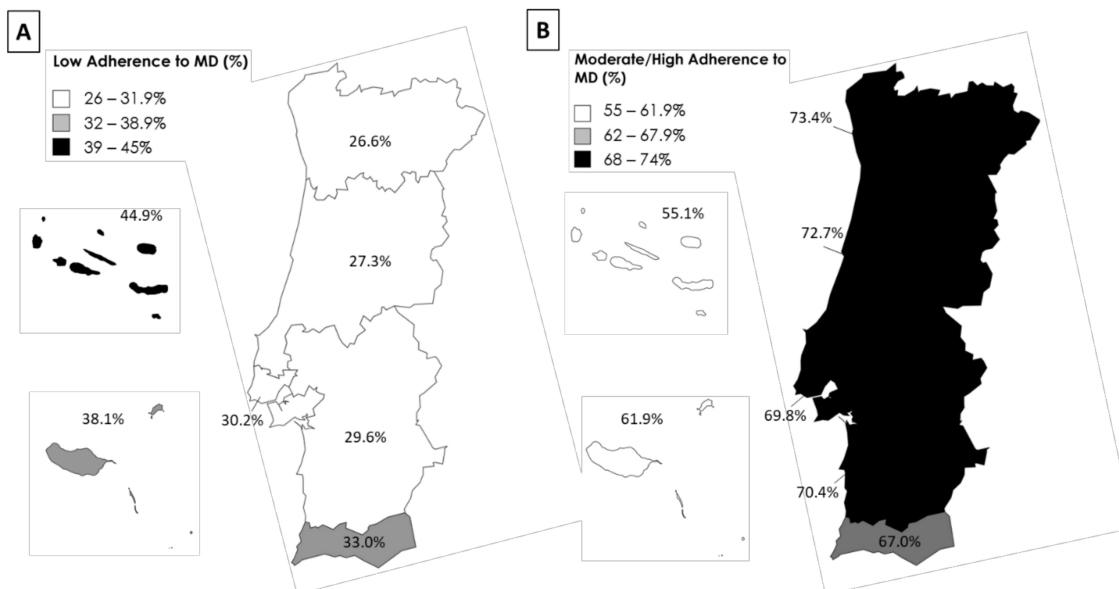 A
Low Adherence to MD (%)
26 – 31.9%
32 – 38.9%
39 – 45%
26.6%
44.9%
27.3%
38.1%
30.2%
29.6%
33.0%
B
Moderate/High Adherence to
MD (%)
55 – 61.9%
62 – 67.9%
68 – 74%
73.4%
55.1%
72.7%
61.9%
69.8%
70.4%
67.0%